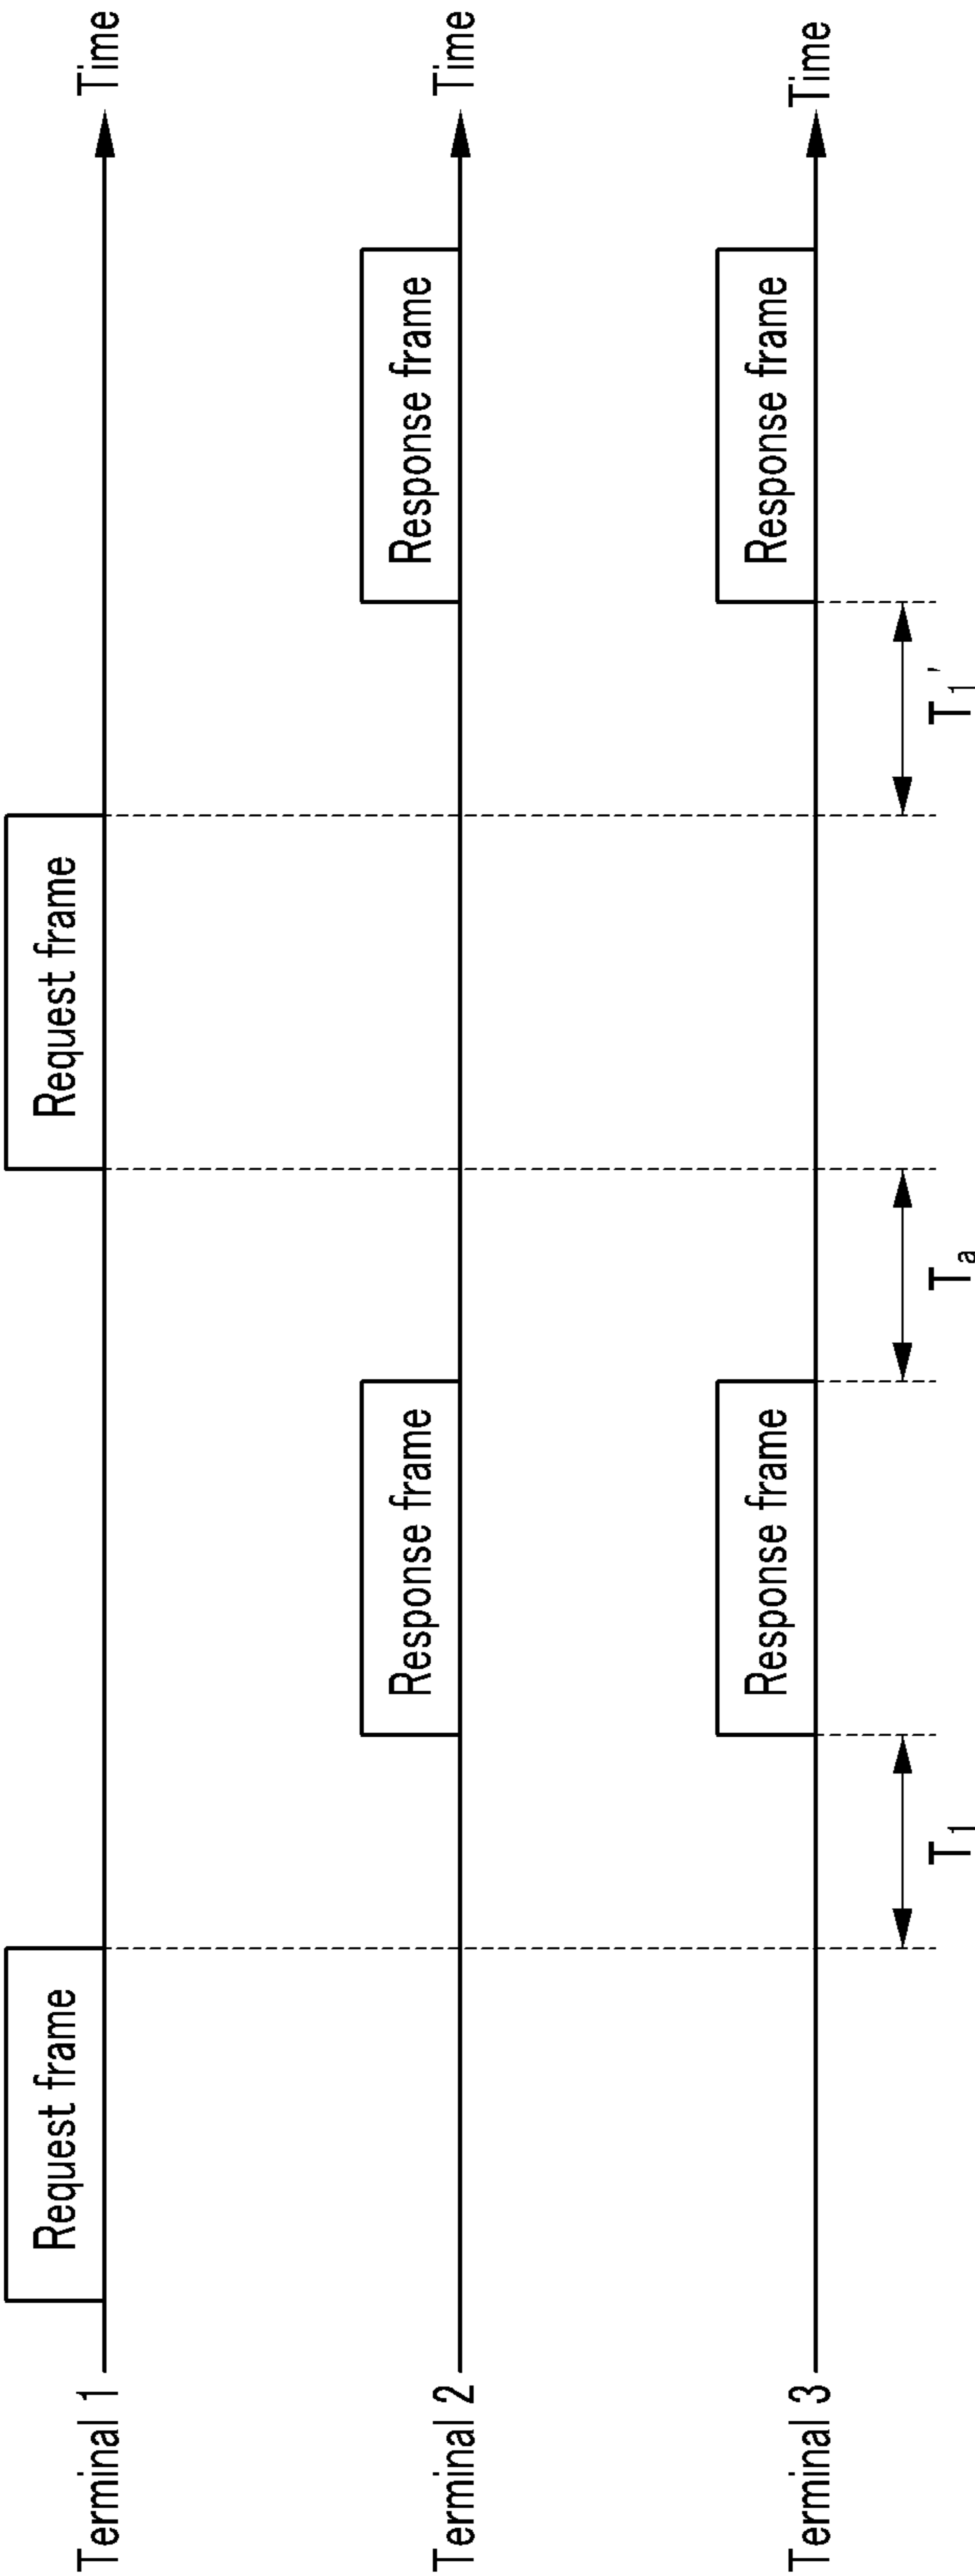 Terminal 1
Request frame
Request frame
Time
Terminal 2
Response frame
Response frame
Time
Terminal 3
Response frame
Response frame
Time
T1
Ta
T1'